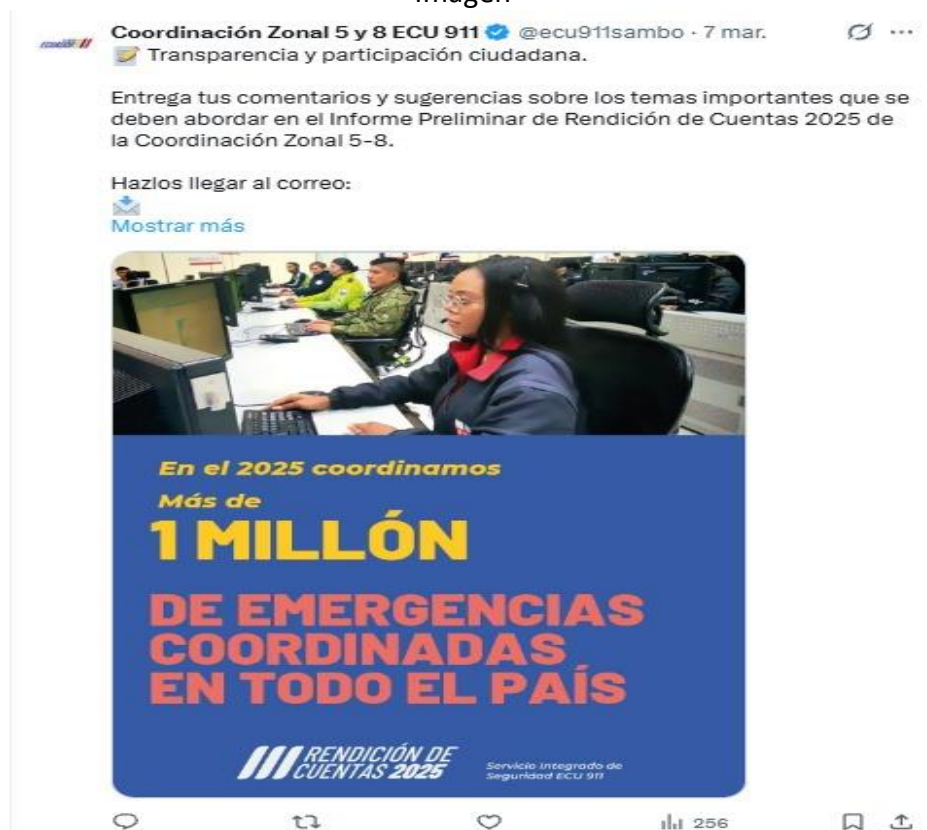 Imagen
Coordinación Zonal 5 y 8 ECU 911 @ecu911sambo · 7 mar.
Transparencia y participación ciudadana.
Entrega tus comentarios y sugerencias sobre los temas importantes que se
deben abordar en el Informe Preliminar de Rendición de Cuentas 2025 de
la Coordinación Zonal 5-8.
Hazlos llegar al correo:
Mostrar más
En el 2025 coordinamos
Más de
1 MILLÓN
DE EMERGENCIAS
COORDINADAS
EN TODO EL PAÍS
RENDICIÓN DE
CUENTAS 2025
Servicio Integrado de
Seguridad ECU 911
256